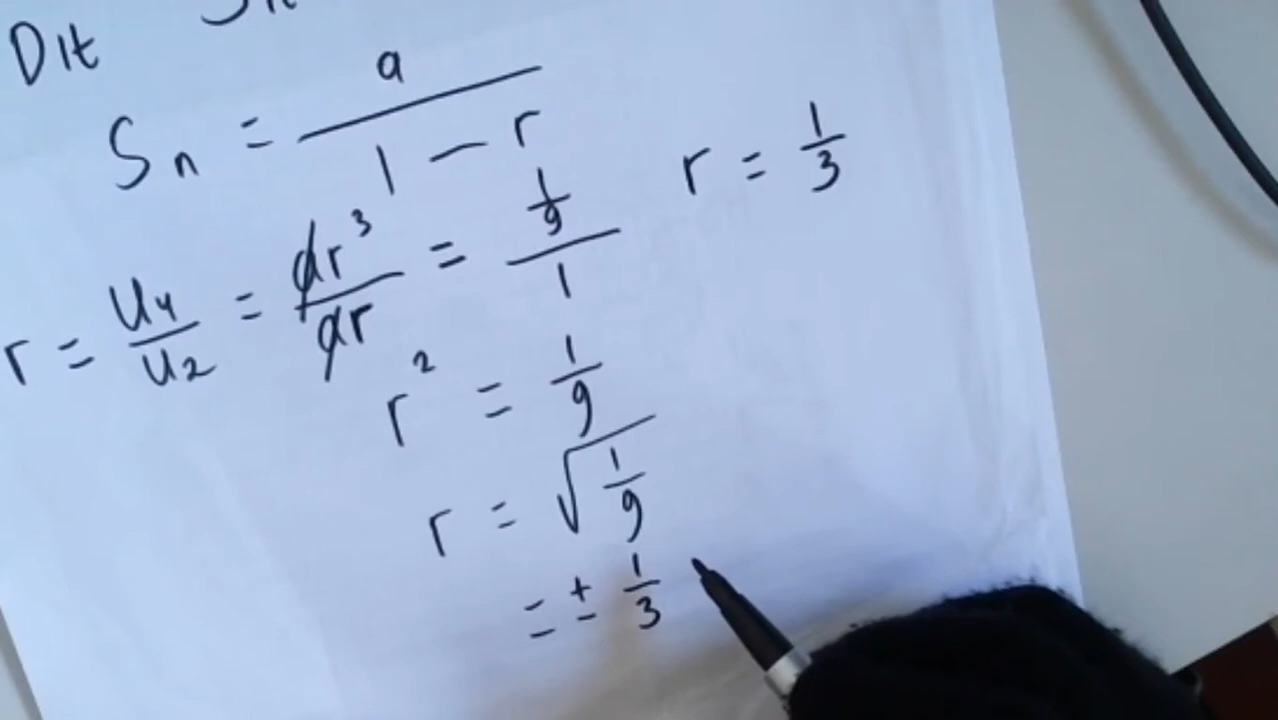 Dit Sn
Sn = a / 1 - r
r = 1/3
r = U4/U2 = ar³/ar = 1/9 / 1
r² = 1/9
r = √1/9
= ± 1/3